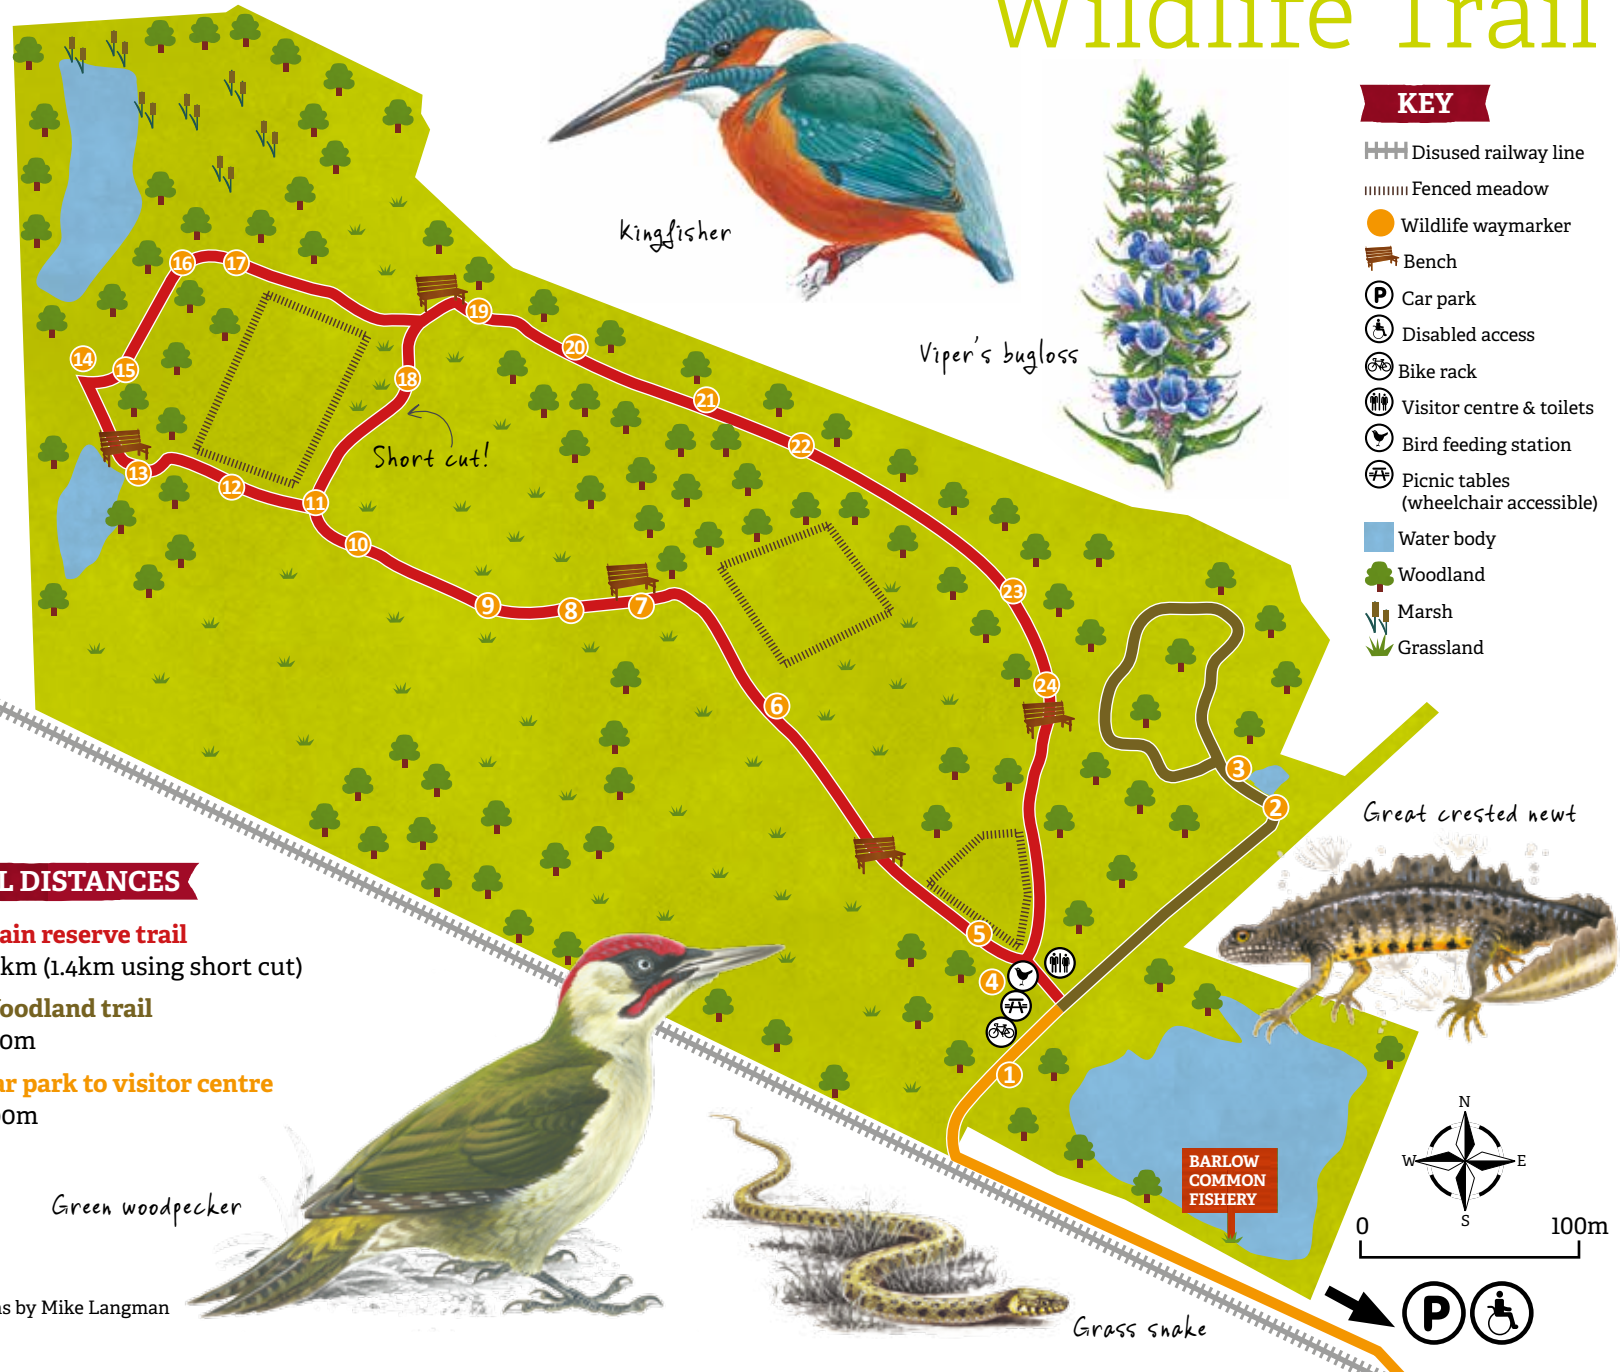 Wildlife Trail
KEY
Disused railway line
Fenced meadow
Wildlife waymarker
Bench
P Car park
Disabled access
Bike rack
Visitor centre & toilets
Bird feeding station
Picnic tables
(wheelchair accessible)
Water body
Woodland
Marsh
Grassland
Kingfisher
Viper's bugloss
16
17
19
20
14
15
18
21
22
Short cut!
13
12
11
10
9
8
7
23
24
6
3
2
Great crested newt
5
4
1
L DISTANCES
ain reserve trail
km (1.4km using short cut)
oodland trail
0m
ar park to visitor centre
00m
Green woodpecker
BARLOW
COMMON
FISHERY
N
W E
S
0 100m
P
Grass snake
s by Mike Langman